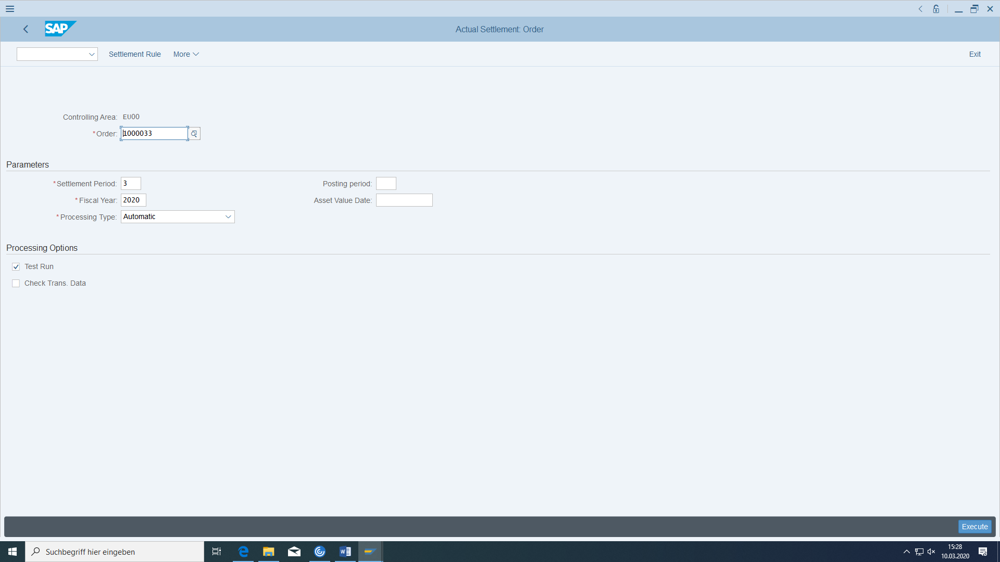 SAP
Actual Settlement: Order
Settlement Rule More Exit
Controlling Area: EU00
*Order: 1000033
Parameters
*Settlement Period: 3 Posting period:
*Fiscal Year: 2020 Asset Value Date:
*Processing Type: Automatic
Processing Options
Test Run
Check Trans. Data
Execute
Suchbegriff hier eingeben
15:28
10.03.2020